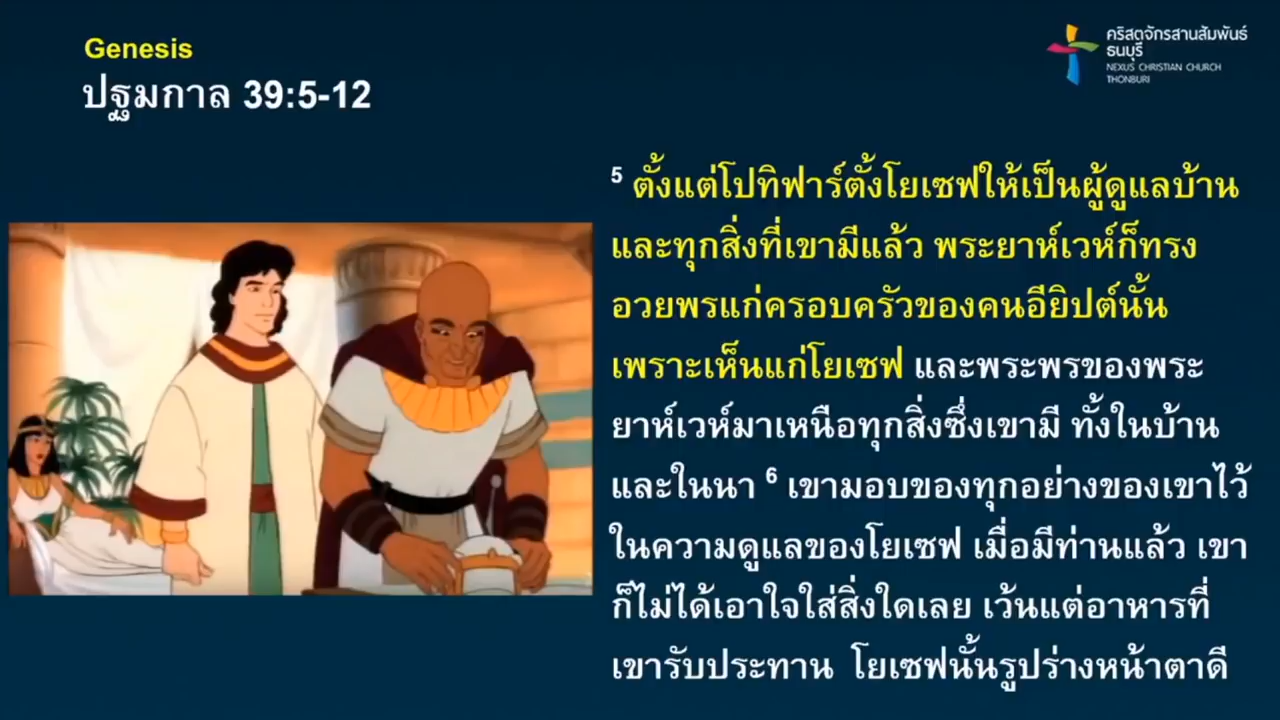 Genesis
ปฐมกาล 39:5-12
คริสตจักรสานสัมพันธ์
ธนบุรี
NEXUS CHRISTIAN CHURCH
THONBURI
5 ตั้งแต่โปทิฟาร์ตั้งโยเซฟให้เป็นผู้ดูแลบ้าน
และทุกสิ่งที่เขามีแล้ว พระยาห์เวห์ก็ทรง
อวยพรแก่ครอบครัวของคนอียิปต์นั้น
เพราะเห็นแก่โยเซฟ และพระพรของพระ
ยาห์เวห์มาเหนือทุกสิ่งซึ่งเขามี ทั้งในบ้าน
และในนา 6 เขามอบของทุกอย่างของเขาไว้
ในความดูแลของโยเซฟ เมื่อมีท่านแล้ว เขา
ก็ไม่ได้เอาใจใส่สิ่งใดเลย เว้นแต่อาหารที่
เขารับประทาน โยเซฟนั้นรูปร่างหน้าตาดี